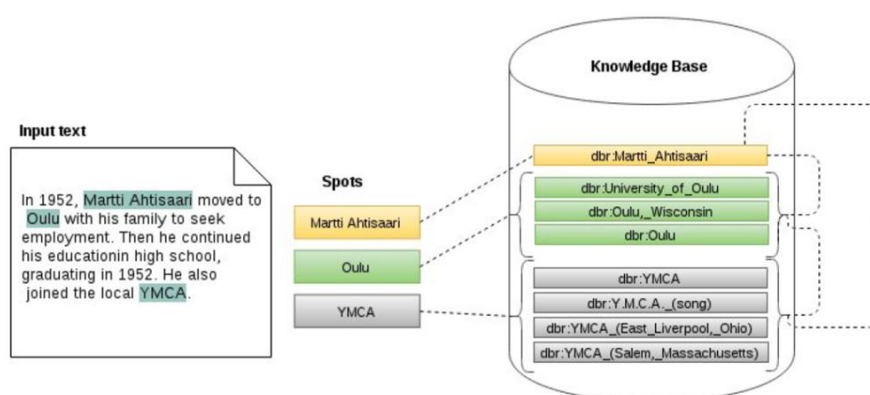 Input text
In 1952, Martti Ahtisaari moved to
Oulu with his family to seek
employment. Then he continued
his educationin high school,
graduating in 1952. He also
joined the local YMCA.
Spots
Martti Ahtisaari
Oulu
YMCA
Knowledge Base
dbr:Martti_Ahtisaari
dbr:University_of_Oulu
dbr:Oulu,_Wisconsin
dbr:Oulu
dbr:YMCA
dbr:Y.M.C.A._(song)
dbr:YMCA_(East_Liverpool,_Ohio)
dbr:YMCA_(Salem,_Massachusetts)